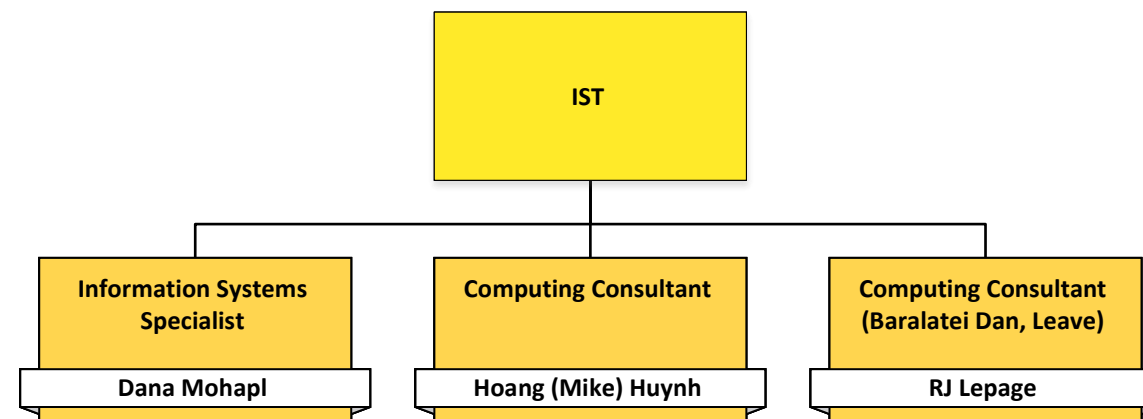 IST
Information Systems
Specialist
Dana Mohapl
Computing Consultant
Hoang (Mike) Huynh
Computing Consultant
(Baralatei Dan, Leave)
RJ Lepage